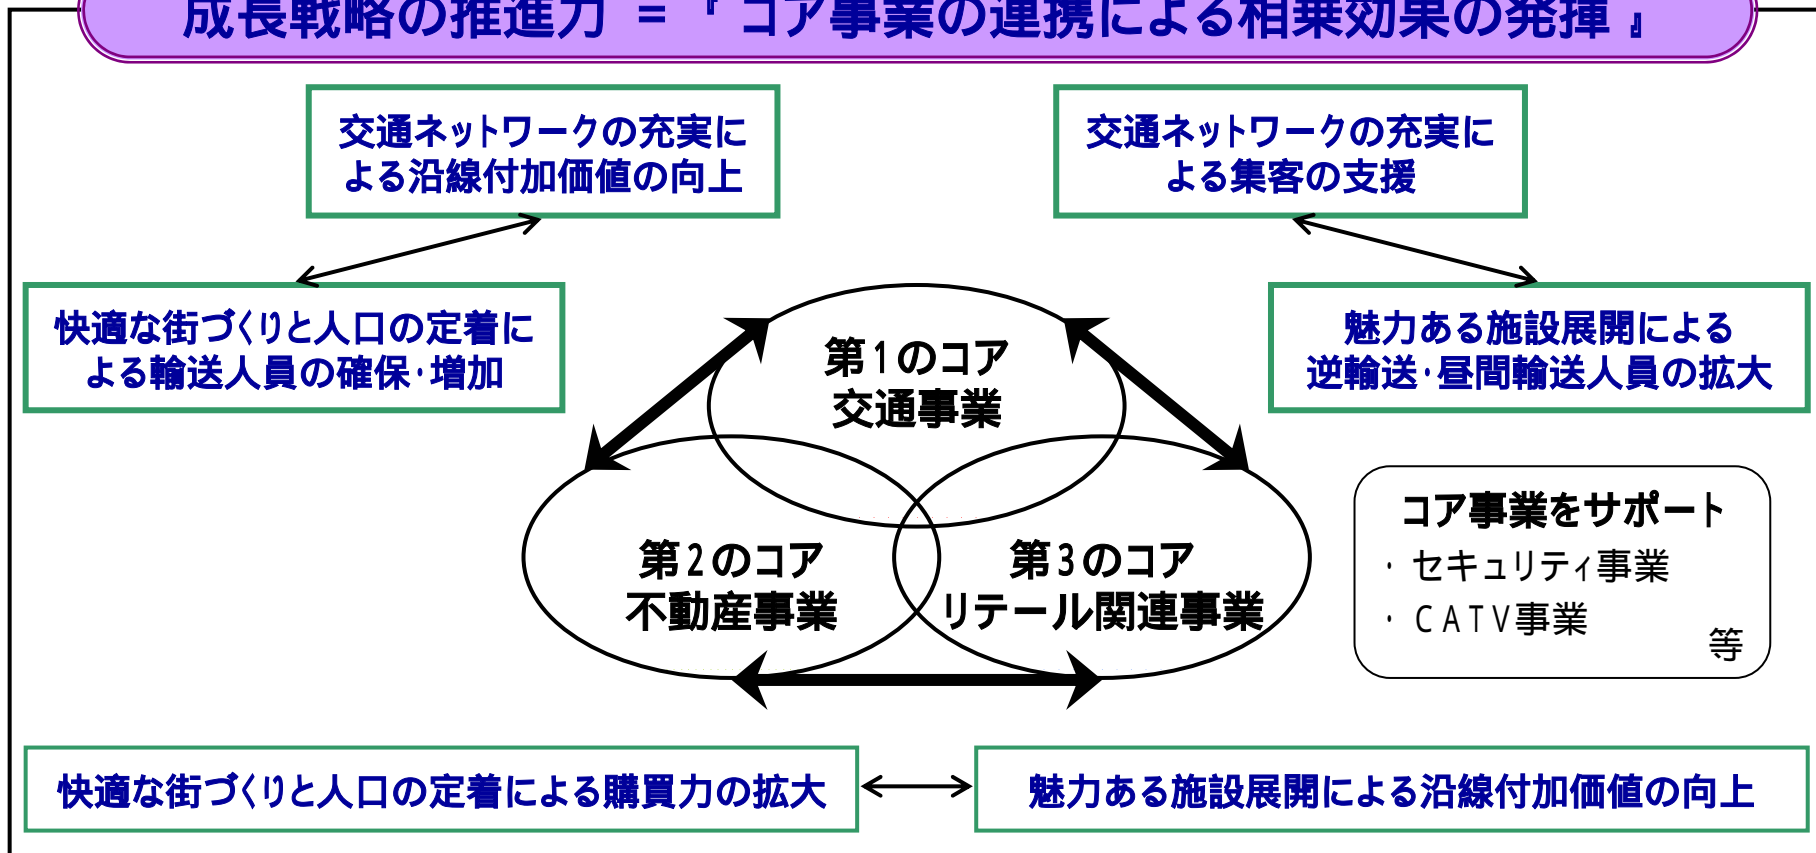 成長戦略の推進力 ＝『 コア事業の連携による相乗効果の発揮 』
交通ネットワークの充実に
よる沿線付加価値の向上
交通ネットワークの充実に
よる集客の支援
快適な街づくりと人口の定着に
よる輸送人員の確保・増加
魅力ある施設展開による
逆輸送・昼間輸送人員の拡大
第1のコア
交通事業
第2のコア
不動産事業
第3のコア
リテール関連事業
コア事業をサポート
・ セキュリティ事業
・ CATV事業
等
快適な街づくりと人口の定着による購買力の拡大
魅力ある施設展開による沿線付加価値の向上